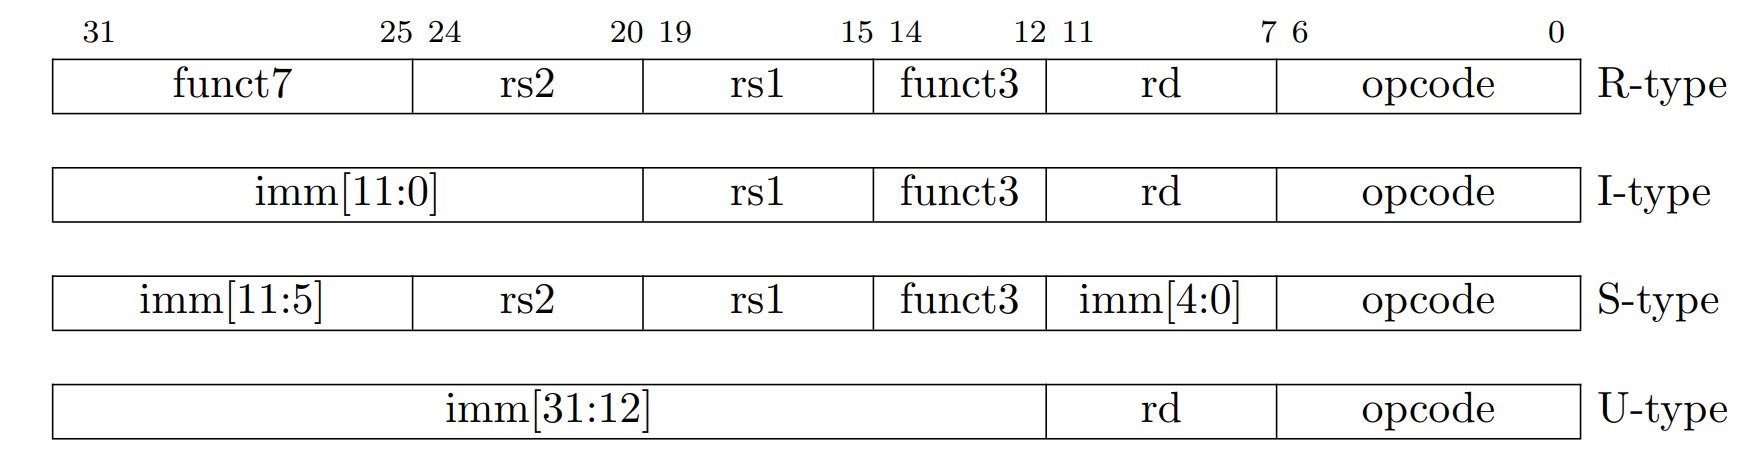 31 25 24 20 19 15 14 12 11 7 6 0
funct7 rs2 rs1 funct3 rd opcode R-type
imm[11:0] rs1 funct3 rd opcode I-type
imm[11:5] rs2 rs1 funct3 imm[4:0] opcode S-type
imm[31:12] rd opcode U-type